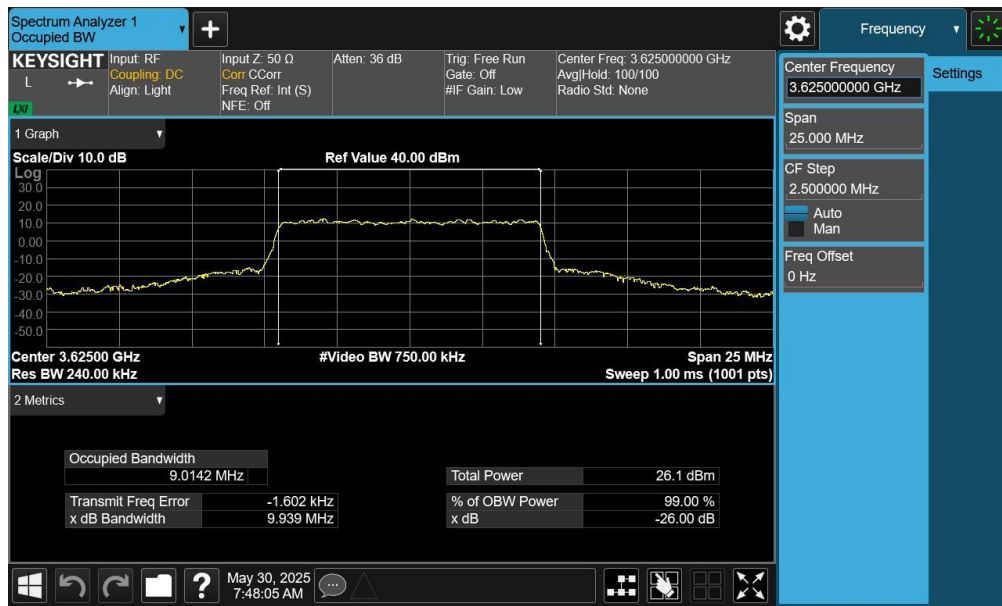 Spectrum Analyzer 1
Occupied BW
+
Frequency
KEYSIGHT
L
LXI
Input: RF
Coupling: DC
Align: Light
Input Z: 50 Ω
Corr CCorr
Freq Ref: Int (S)
NFE: Off
Atten: 36 dB
Trig: Free Run
Gate: Off
#IF Gain: Low
Center Freq: 3.625000000 GHz
Avg|Hold: 100/100
Radio Std: None
Center Frequency
3.625000000 GHz
Settings
Span
25.000 MHz
CF Step
2.500000 MHz
Auto
Man
Freq Offset
0 Hz
1 Graph
Scale/Div 10.0 dB
Ref Value 40.00 dBm
Log
30.0
20.0
10.0
0.00
-10.0
-20.0
-30.0
-40.0
-50.0
Center 3.62500 GHz
#Video BW 750.00 kHz
Span 25 MHz
Res BW 240.00 kHz
Sweep 1.00 ms (1001 pts)
2 Metrics
Occupied Bandwidth
9.0142 MHz
Total Power 26.1 dBm
Transmit Freq Error -1.602 kHz
% of OBW Power 99.00 %
x dB Bandwidth 9.939 MHz
x dB -26.00 dB
?
May 30, 2025
7:48:05 AM